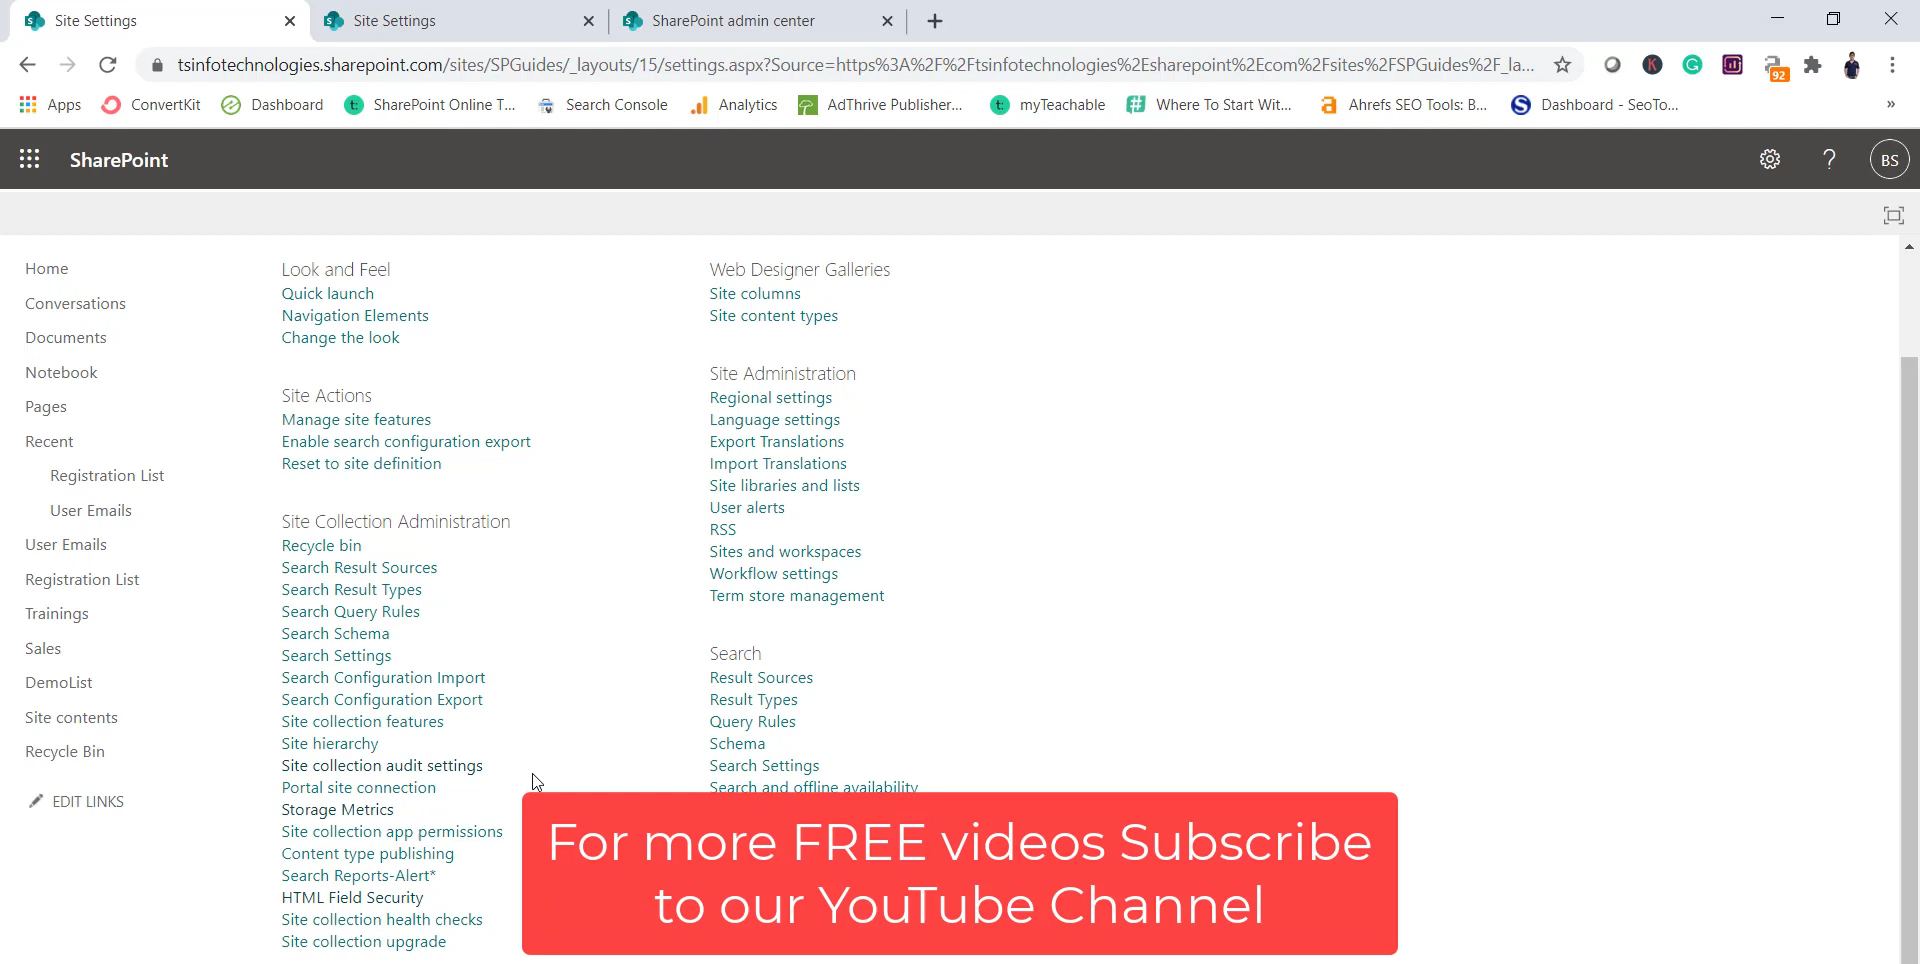 Site Settings
Site Settings
SharePoint admin center
tsinfotechnologies.sharepoint.com/sites/SPGuides/_layouts/15/settings.aspx?Source=https%3A%2F%2Ftsinfotechnologies%2Esharepoint%2Ecom%2Fsites%2FSPGuides%2F_la...
K
92
Apps
ConvertKit
Dashboard
SharePoint Online T...
Search Console
Analytics
AdThrive Publisher...
myTeachable
Where To Start Wit...
Ahrefs SEO Tools: B...
Dashboard - SeoTo...
»
SharePoint
?
BS
Home
Conversations
Documents
Notebook
Pages
Recent
Registration List
User Emails
User Emails
Registration List
Trainings
Sales
DemoList
Site contents
Recycle Bin
EDIT LINKS
Look and Feel
Quick launch
Navigation Elements
Change the look
Site Actions
Manage site features
Enable search configuration export
Reset to site definition
Site Collection Administration
Recycle bin
Search Result Sources
Search Result Types
Search Query Rules
Search Schema
Search Settings
Search Configuration Import
Search Configuration Export
Site collection features
Site hierarchy
Site collection audit settings
Portal site connection
Storage Metrics
Site collection app permissions
Content type publishing
Search Reports-Alert*
HTML Field Security
Site collection health checks
Site collection upgrade
Web Designer Galleries
Site columns
Site content types
Site Administration
Regional settings
Language settings
Export Translations
Import Translations
Site libraries and lists
User alerts
RSS
Sites and workspaces
Workflow settings
Term store management
Search
Result Sources
Result Types
Query Rules
Schema
Search Settings
Search and offline availability
For more FREE videos Subscribe
to our YouTube Channel